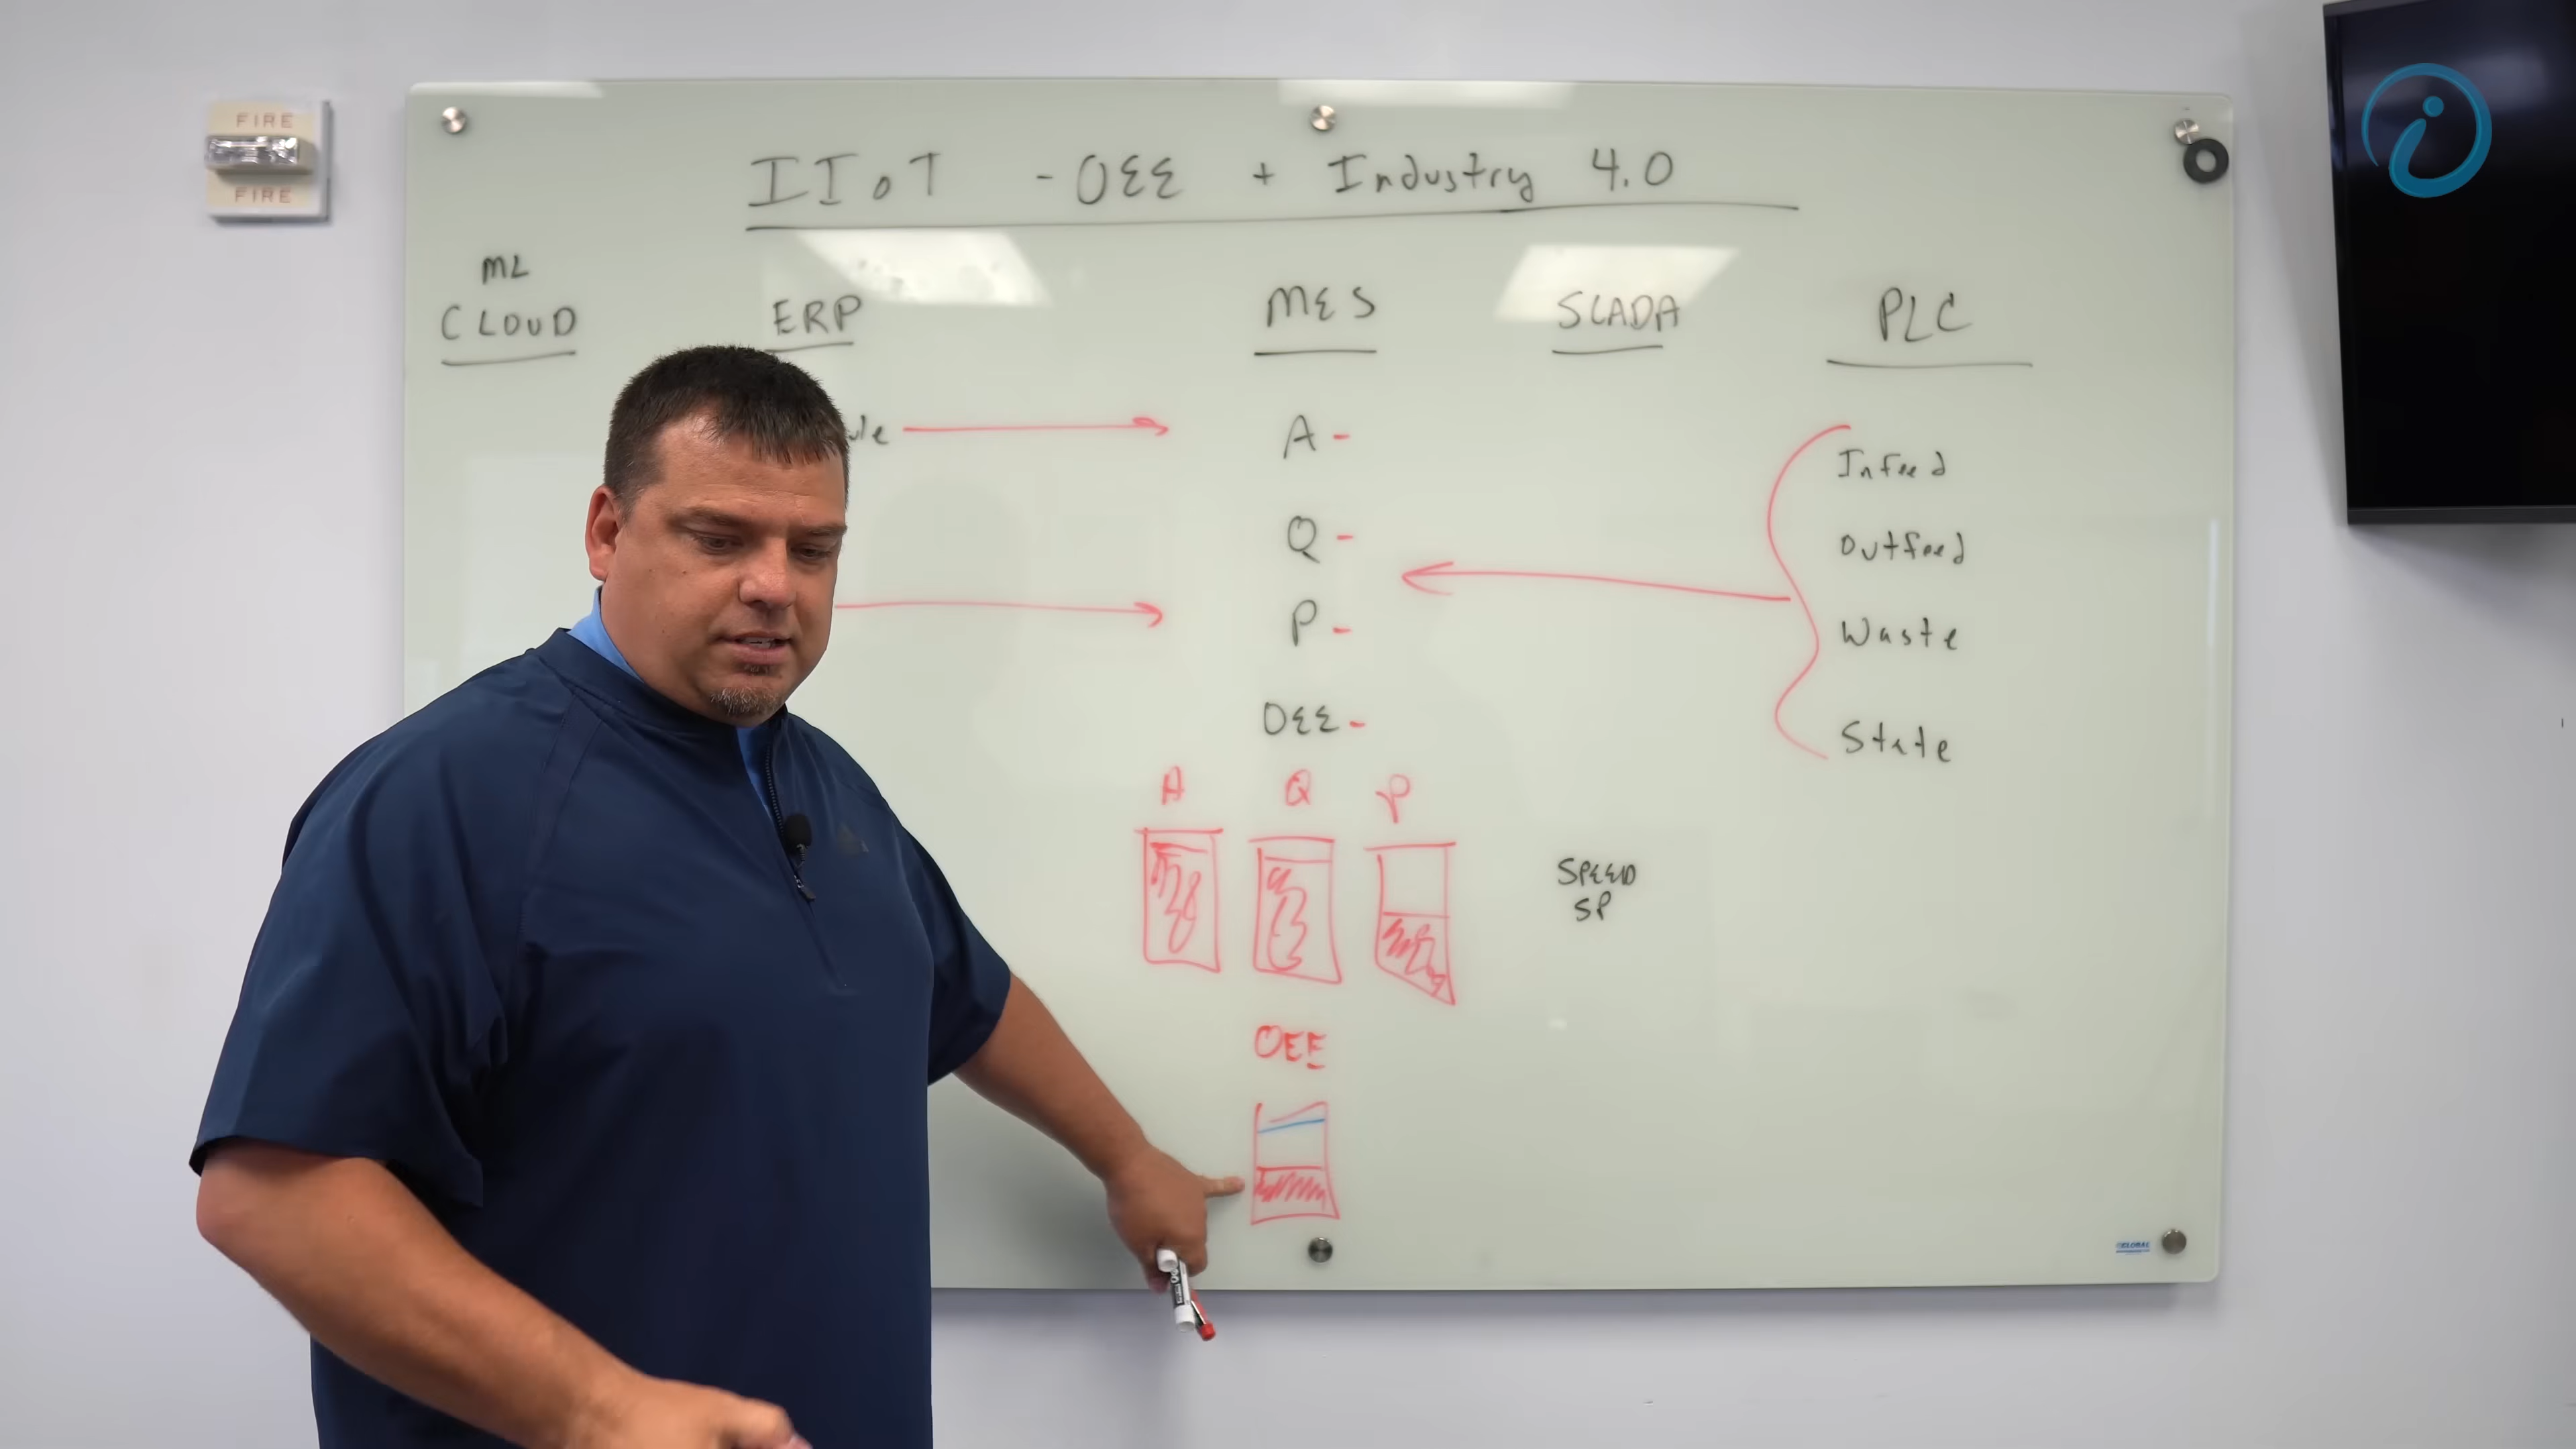 FIRE
FIRE
IIoT - OEE + Industry 4.0
ML
CLOUD
ERP
MES
SCADA
PLC
A -
Q -
P -
OEE -
Infeed
Outfeed
Waste
State
A Q P
SPEED
SP
OEE
GLOBAL